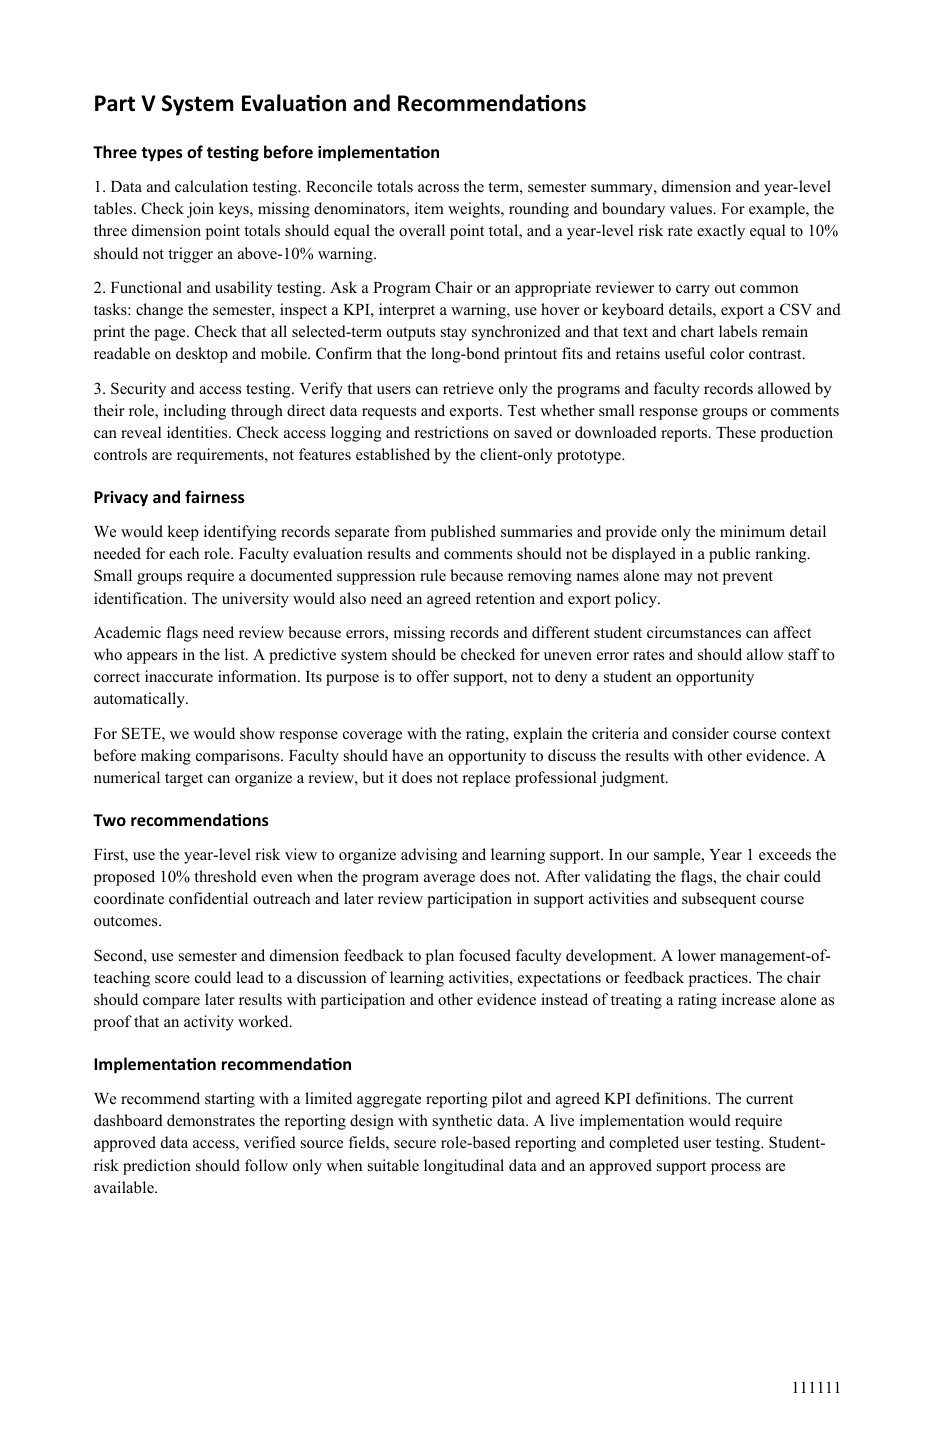 Part V System Evaluation and Recommendations
Three types of testing before implementation
1. Data and calculation testing. Reconcile totals across the term, semester summary, dimension and year-level
tables. Check join keys, missing denominators, item weights, rounding and boundary values. For example, the
three dimension point totals should equal the overall point total, and a year-level risk rate exactly equal to 10%
should not trigger an above-10% warning.
2. Functional and usability testing. Ask a Program Chair or an appropriate reviewer to carry out common
tasks: change the semester, inspect a KPI, interpret a warning, use hover or keyboard details, export a CSV and
print the page. Check that all selected-term outputs stay synchronized and that text and chart labels remain
readable on desktop and mobile. Confirm that the long-bond printout fits and retains useful color contrast.
3. Security and access testing. Verify that users can retrieve only the programs and faculty records allowed by
their role, including through direct data requests and exports. Test whether small response groups or comments
can reveal identities. Check access logging and restrictions on saved or downloaded reports. These production
controls are requirements, not features established by the client-only prototype.
Privacy and fairness
We would keep identifying records separate from published summaries and provide only the minimum detail
needed for each role. Faculty evaluation results and comments should not be displayed in a public ranking.
Small groups require a documented suppression rule because removing names alone may not prevent
identification. The university would also need an agreed retention and export policy.
Academic flags need review because errors, missing records and different student circumstances can affect
who appears in the list. A predictive system should be checked for uneven error rates and should allow staff to
correct inaccurate information. Its purpose is to offer support, not to deny a student an opportunity
automatically.
For SETE, we would show response coverage with the rating, explain the criteria and consider course context
before making comparisons. Faculty should have an opportunity to discuss the results with other evidence. A
numerical target can organize a review, but it does not replace professional judgment.
Two recommendations
First, use the year-level risk view to organize advising and learning support. In our sample, Year 1 exceeds the
proposed 10% threshold even when the program average does not. After validating the flags, the chair could
coordinate confidential outreach and later review participation in support activities and subsequent course
outcomes.
Second, use semester and dimension feedback to plan focused faculty development. A lower management-of-
teaching score could lead to a discussion of learning activities, expectations or feedback practices. The chair
should compare later results with participation and other evidence instead of treating a rating increase alone as
proof that an activity worked.
Implementation recommendation
We recommend starting with a limited aggregate reporting pilot and agreed KPI definitions. The current
dashboard demonstrates the reporting design with synthetic data. A live implementation would require
approved data access, verified source fields, secure role-based reporting and completed user testing. Student-
risk prediction should follow only when suitable longitudinal data and an approved support process are
available.
111111